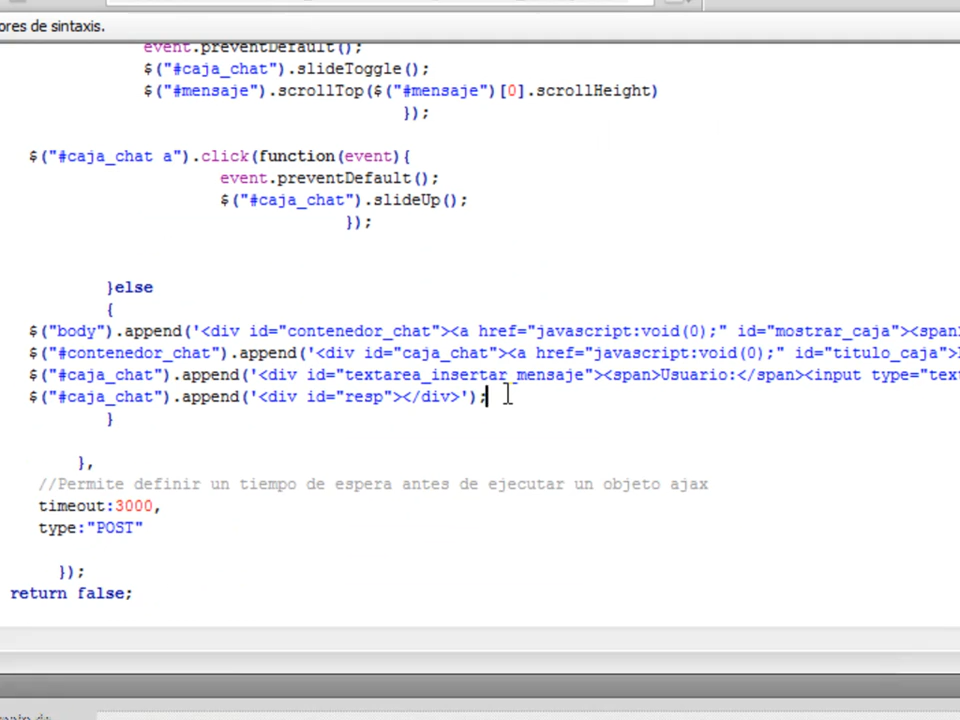 ores de sintaxis.
event.preventDefault();
$("#caja_chat").slideToggle();
$("#mensaje").scrollTop($("#mensaje")[0].scrollHeight)
});
$("#caja_chat a").click(function(event){
event.preventDefault();
$("#caja_chat").slideUp();
});
}else
{
$("body").append('<div id="contenedor_chat"><a href="javascript:void(0);" id="mostrar_caja"><span
$("#contenedor_chat").append('<div id="caja_chat"><a href="javascript:void(0);" id="titulo_caja">
$("#caja_chat").append('<div id="textarea_insertar_mensaje"><span>Usuario:</span><input type="tex
$("#caja_chat").append('<div id="resp"></div>');
}
},
//Permite definir un tiempo de espera antes de ejecutar un objeto ajax
timeout:3000,
type:"POST"
});
return false;